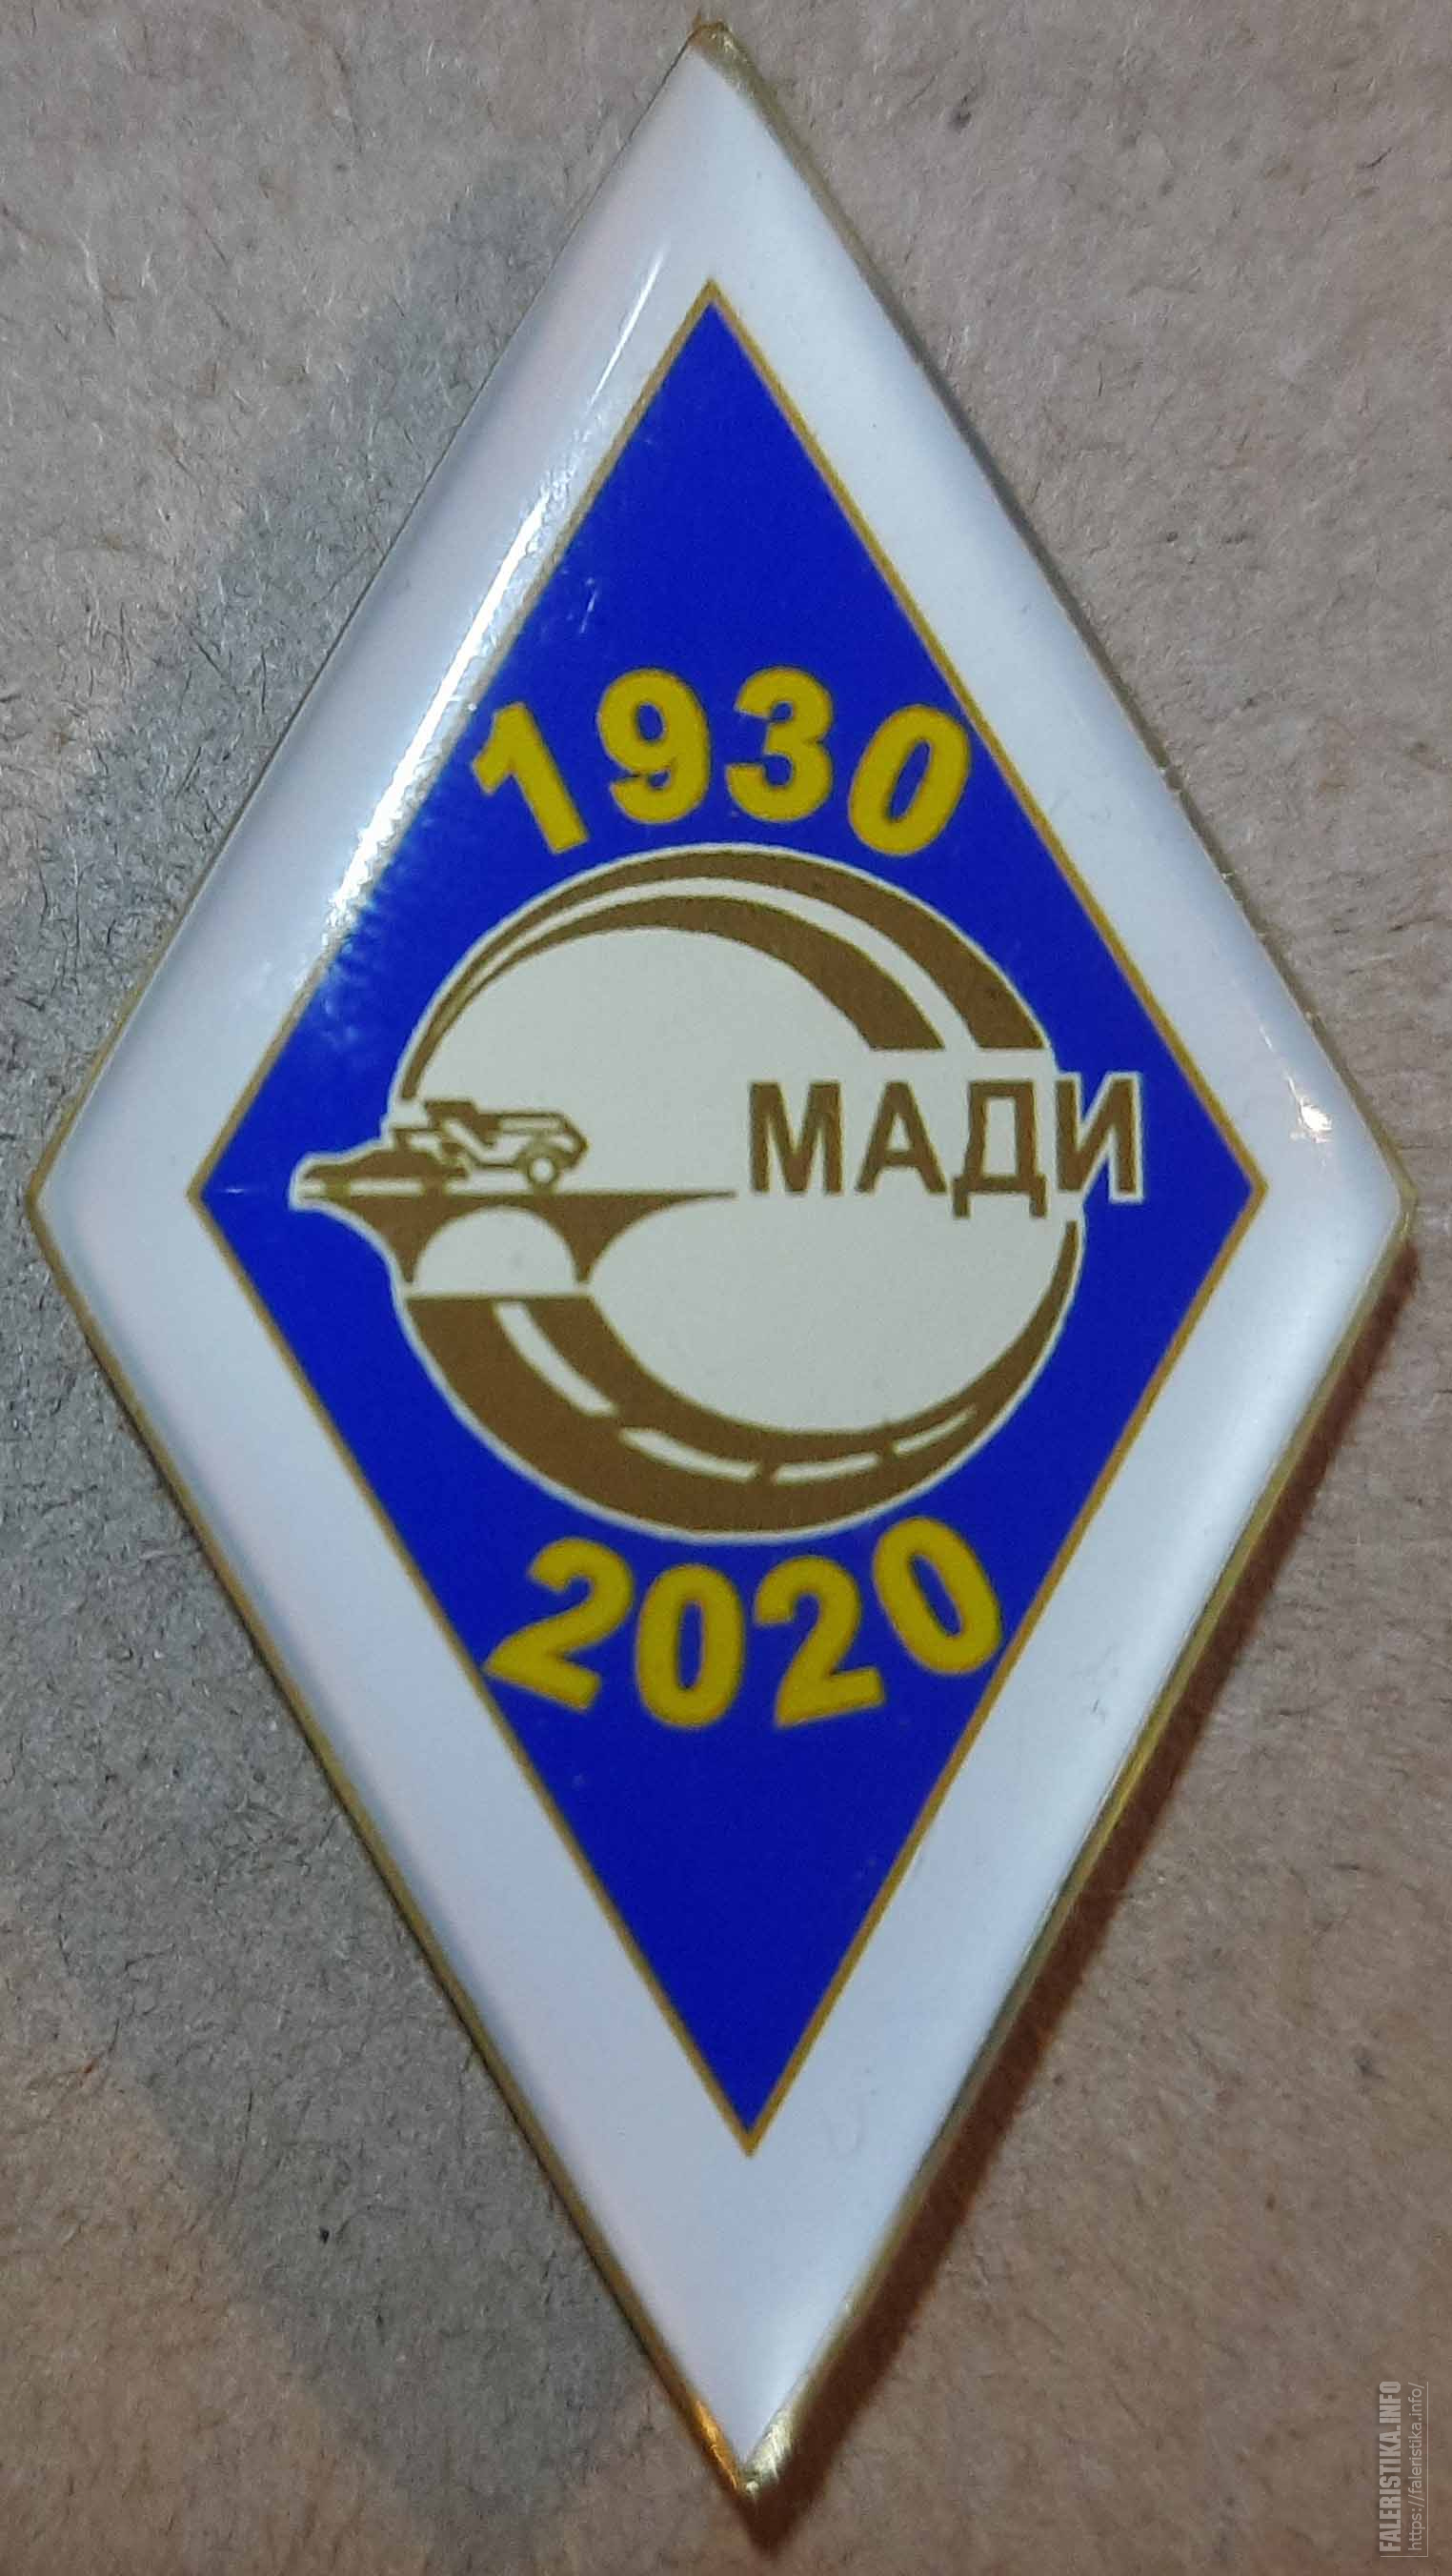 1930
МАДИ
2020
FALERISTIKA.INFO
https://faleristika.info/